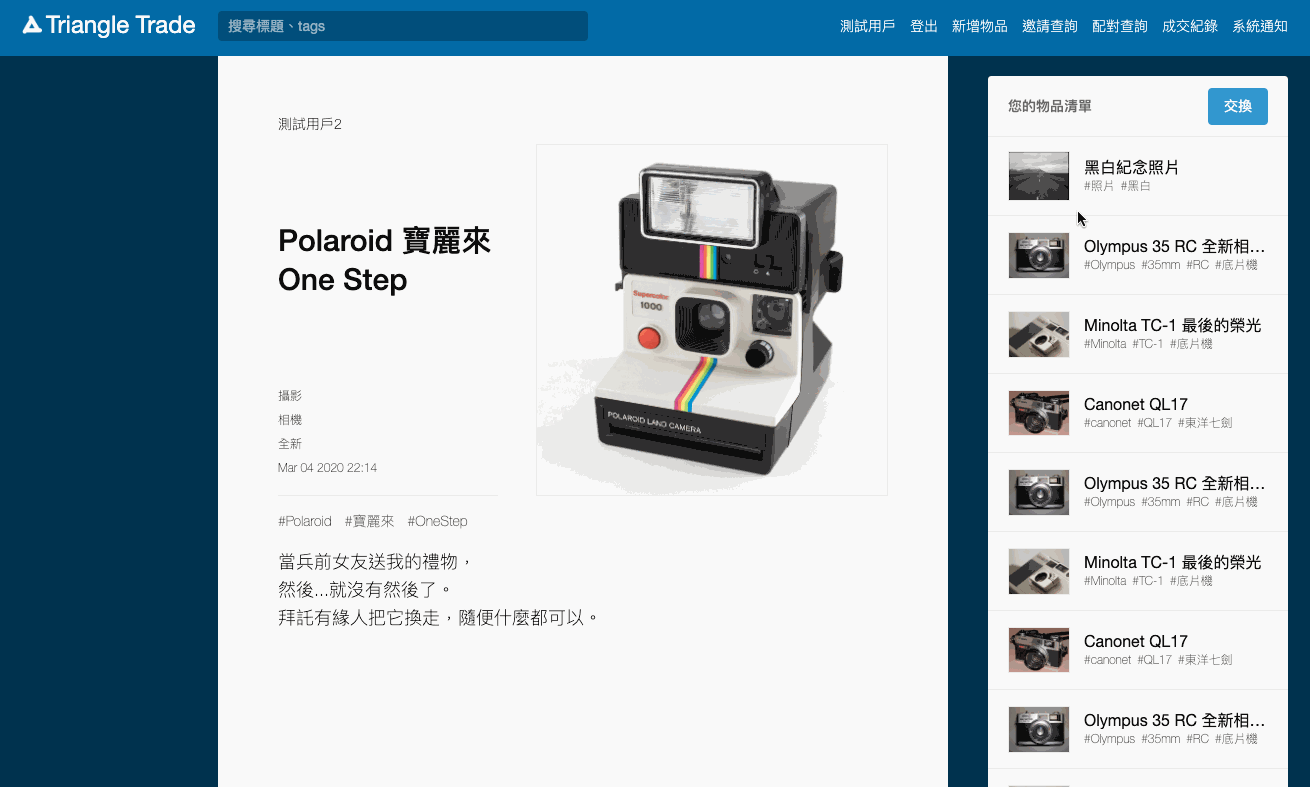 Triangle Trade
搜尋標題、tags
測試用戶 登出 新增物品 邀請查詢 配對查詢 成交紀錄 系統通知
測試用戶2
Polaroid 寶麗來
One Step
攝影
相機
全新
Mar 04 2020 22:14
#Polaroid #寶麗來 #OneStep
當兵前女友送我的禮物，
然後...就沒有然後了。
拜託有緣人把它換走，隨便什麼都可以。
Supercolor
1000
POLAROID LAND CAMERA
您的物品清單
交換
黑白紀念照片
#照片 #黑白
Olympus 35 RC 全新相...
#Olympus #35mm #RC #底片機
Minolta TC-1 最後的榮光
#Minolta #TC-1 #底片機
Canonet QL17
#canonet #QL17 #東洋七劍
Olympus 35 RC 全新相...
#Olympus #35mm #RC #底片機
Minolta TC-1 最後的榮光
#Minolta #TC-1 #底片機
Canonet QL17
#canonet #QL17 #東洋七劍
Olympus 35 RC 全新相...
#Olympus #35mm #RC #底片機